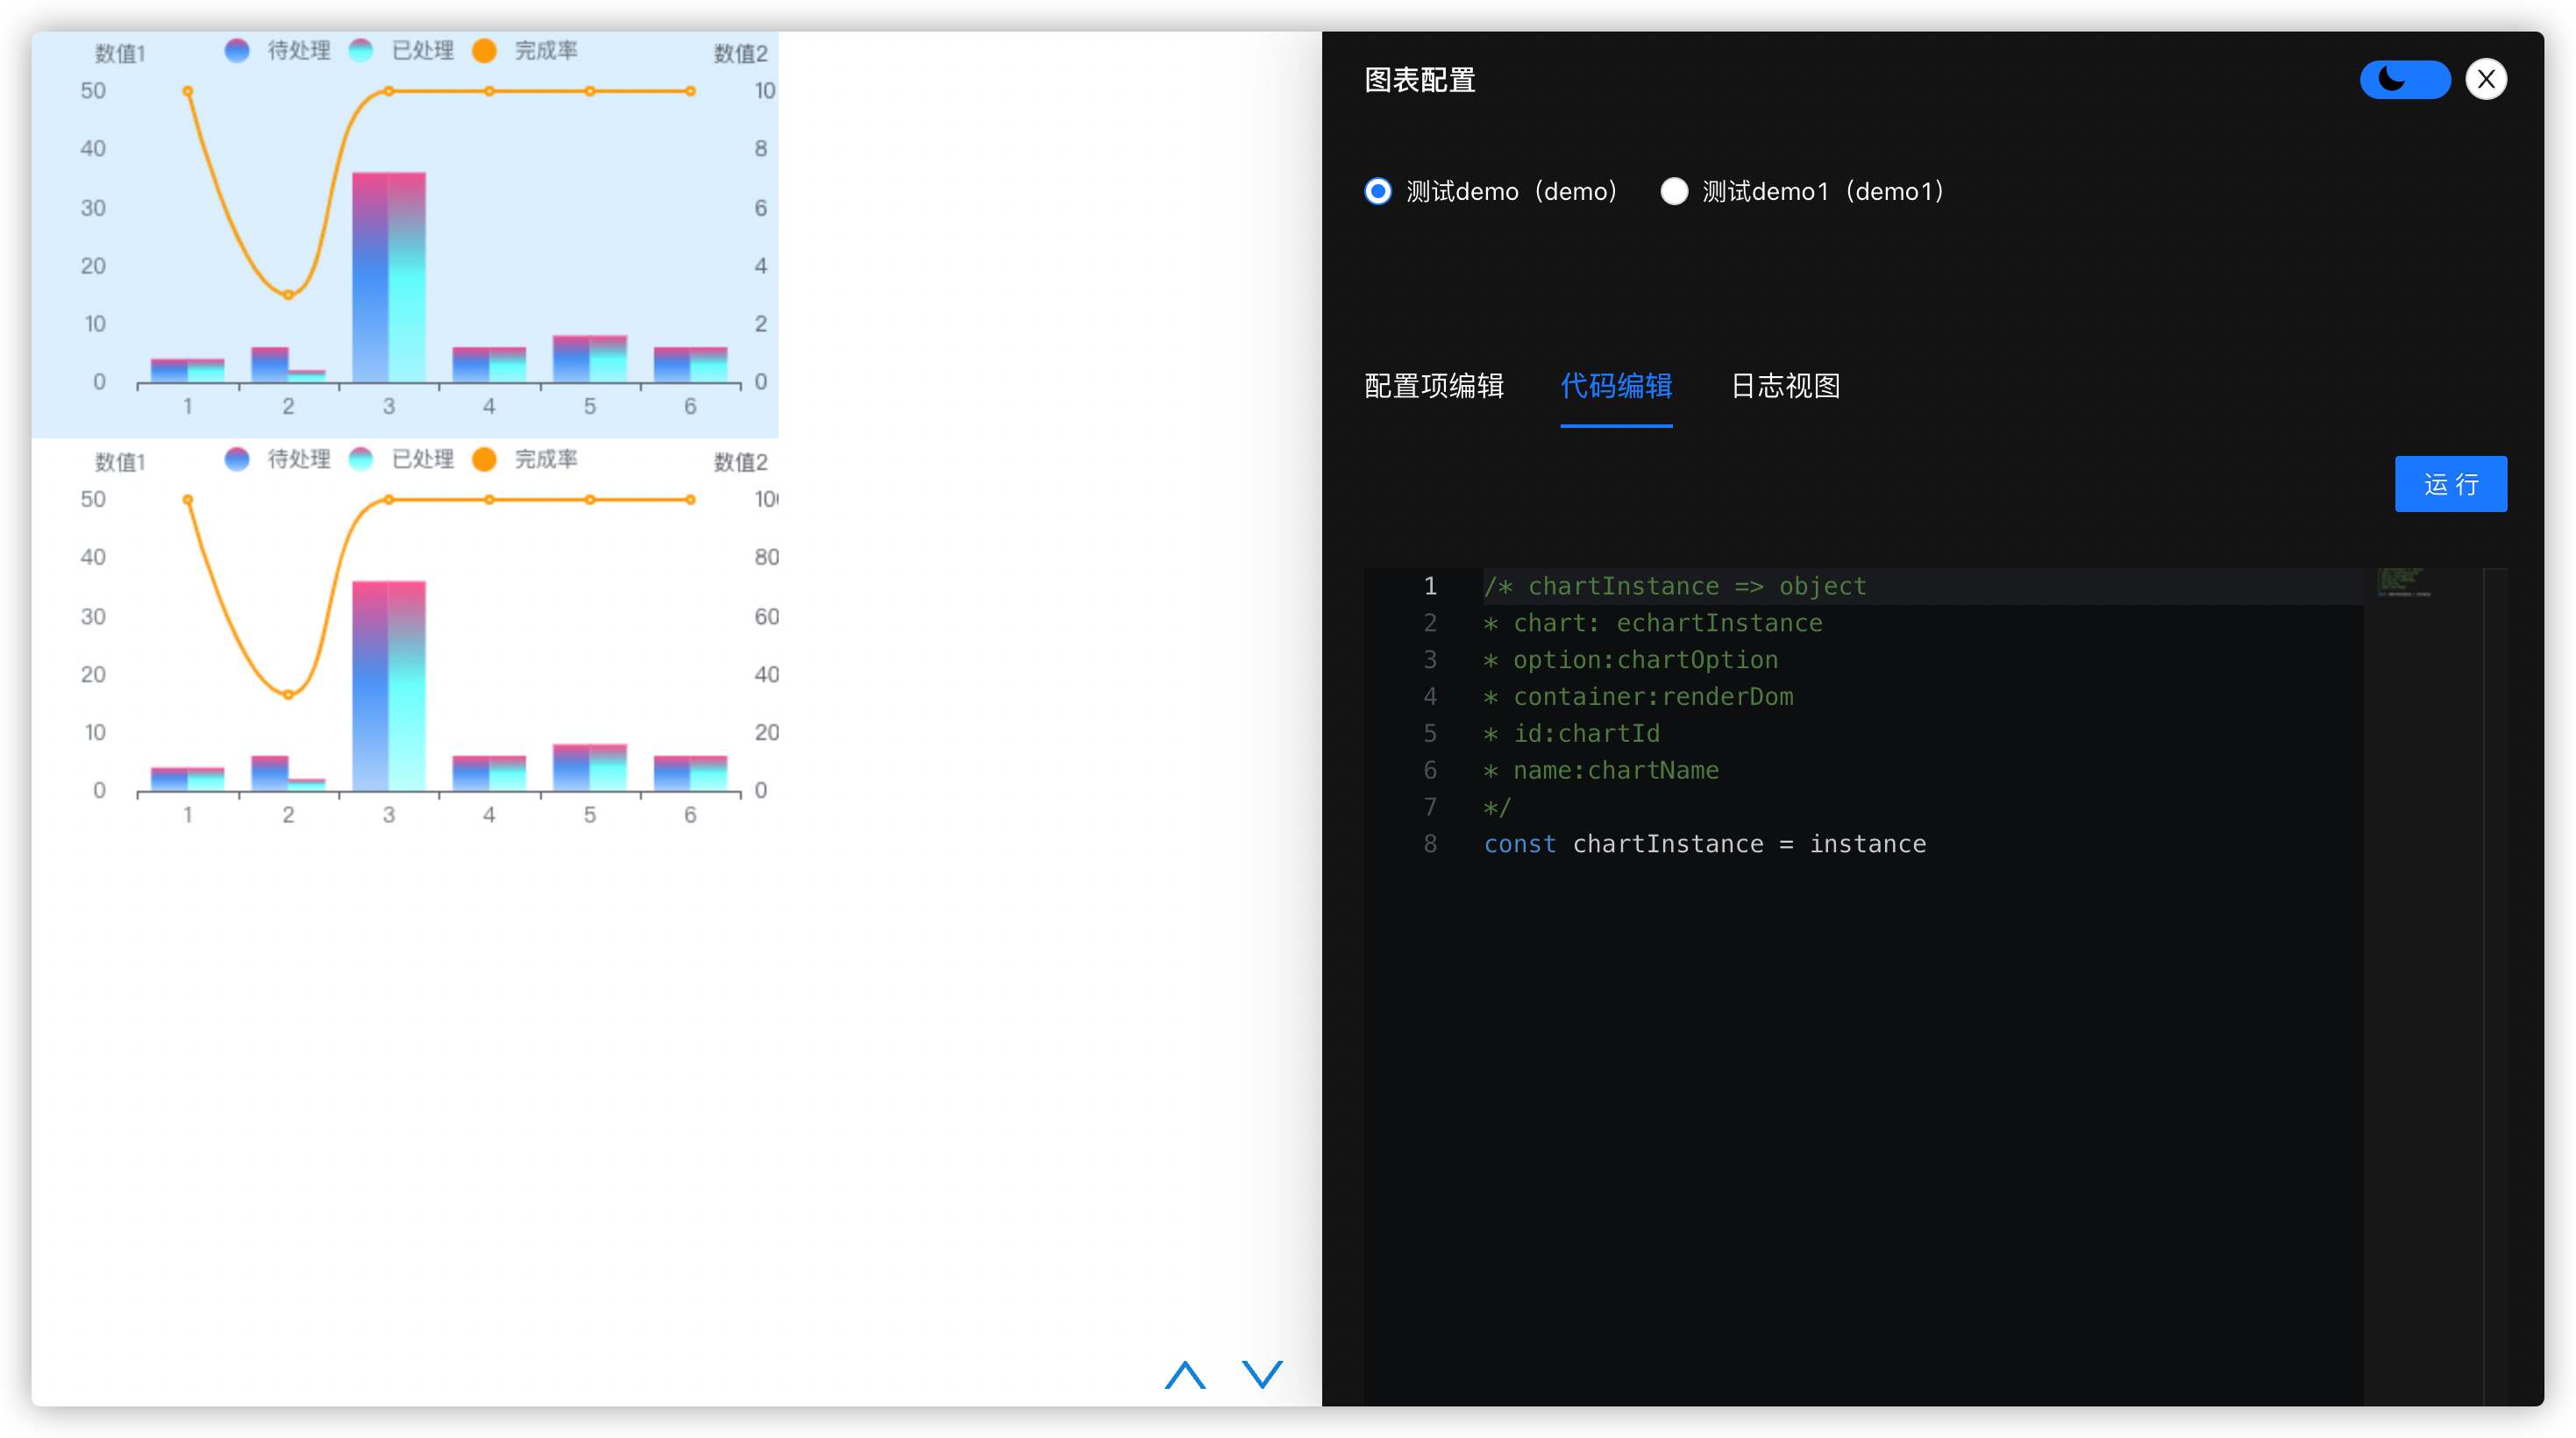 数值1 待处理 已处理 完成率 数值2
50 10
40 8
30 6
20 4
10 2
0 0
1 2 3 4 5 6
数值1 待处理 已处理 完成率 数值2
50 10
40 80
30 60
20 40
10 20
0 0
1 2 3 4 5 6
图表配置
X
测试demo（demo） 测试demo1（demo1）
配置项编辑 代码编辑 日志视图
运 行
1 /* chartInstance => object
2 * chart: echartInstance
3 * option:chartOption
4 * container:renderDom
5 * id:chartId
6 * name:chartName
7 */
8 const chartInstance = instance